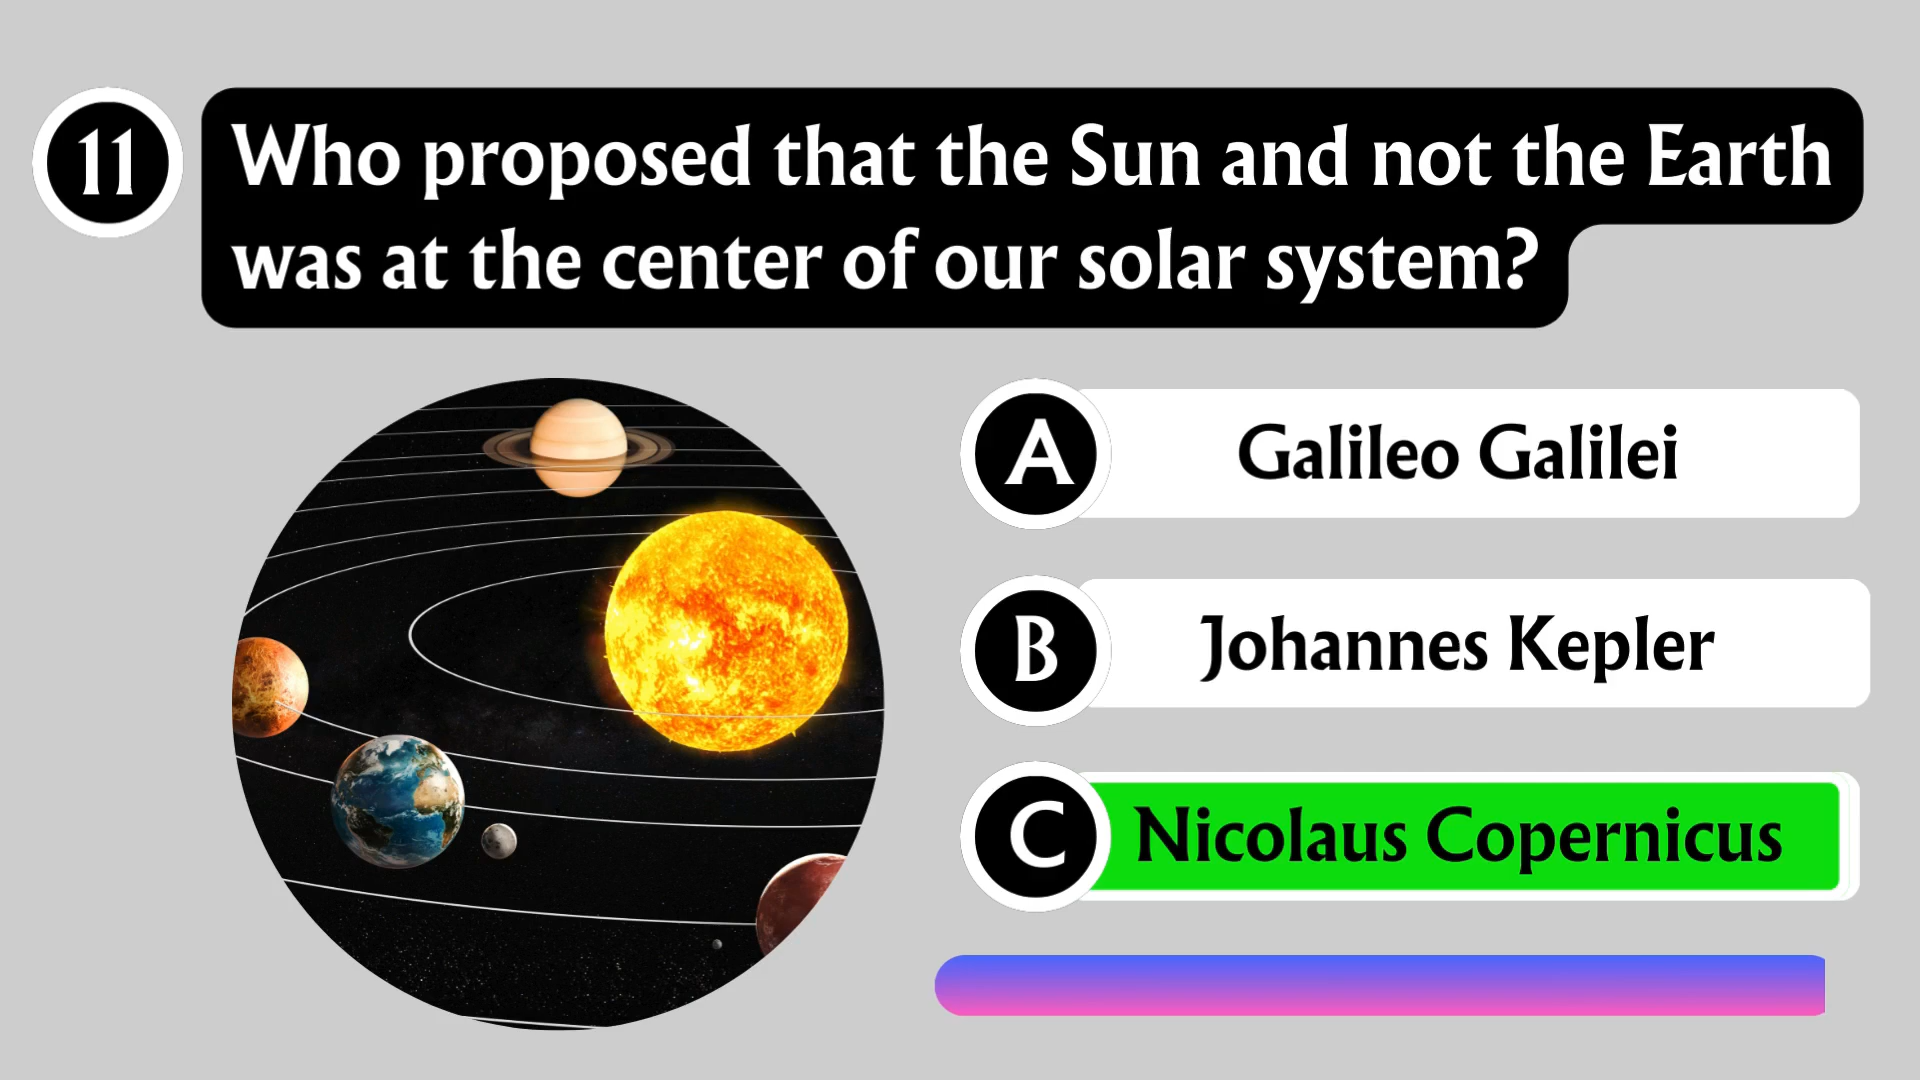 11
Who proposed that the Sun and not the Earth
was at the center of our solar system?
A
Galileo Galilei
B
Johannes Kepler
C
Nicolaus Copernicus